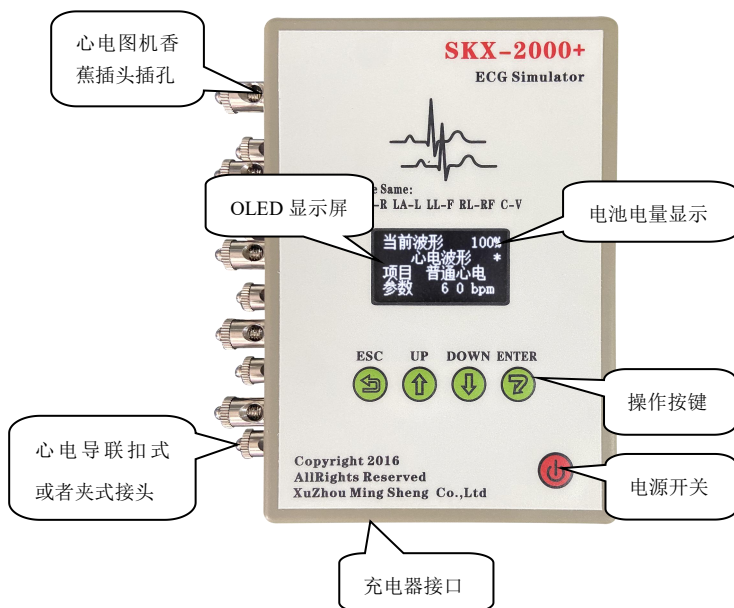 心电图机香
蕉插头插孔
SKX-2000+
ECG Simulator
Same:
OLED 显示屏
-R LA-L LL-F RL-RF C-V
电池电量显示
当前波形 100%
心电波形 *
项目 普通心电
参数 6 0 bpm
ESC UP DOWN ENTER
操作按键
心电导联扣式
或者夹式接头
Copyright 2016
AllRights Reserved
XuZhou Ming Sheng Co.,Ltd
电源开关
充电器接口